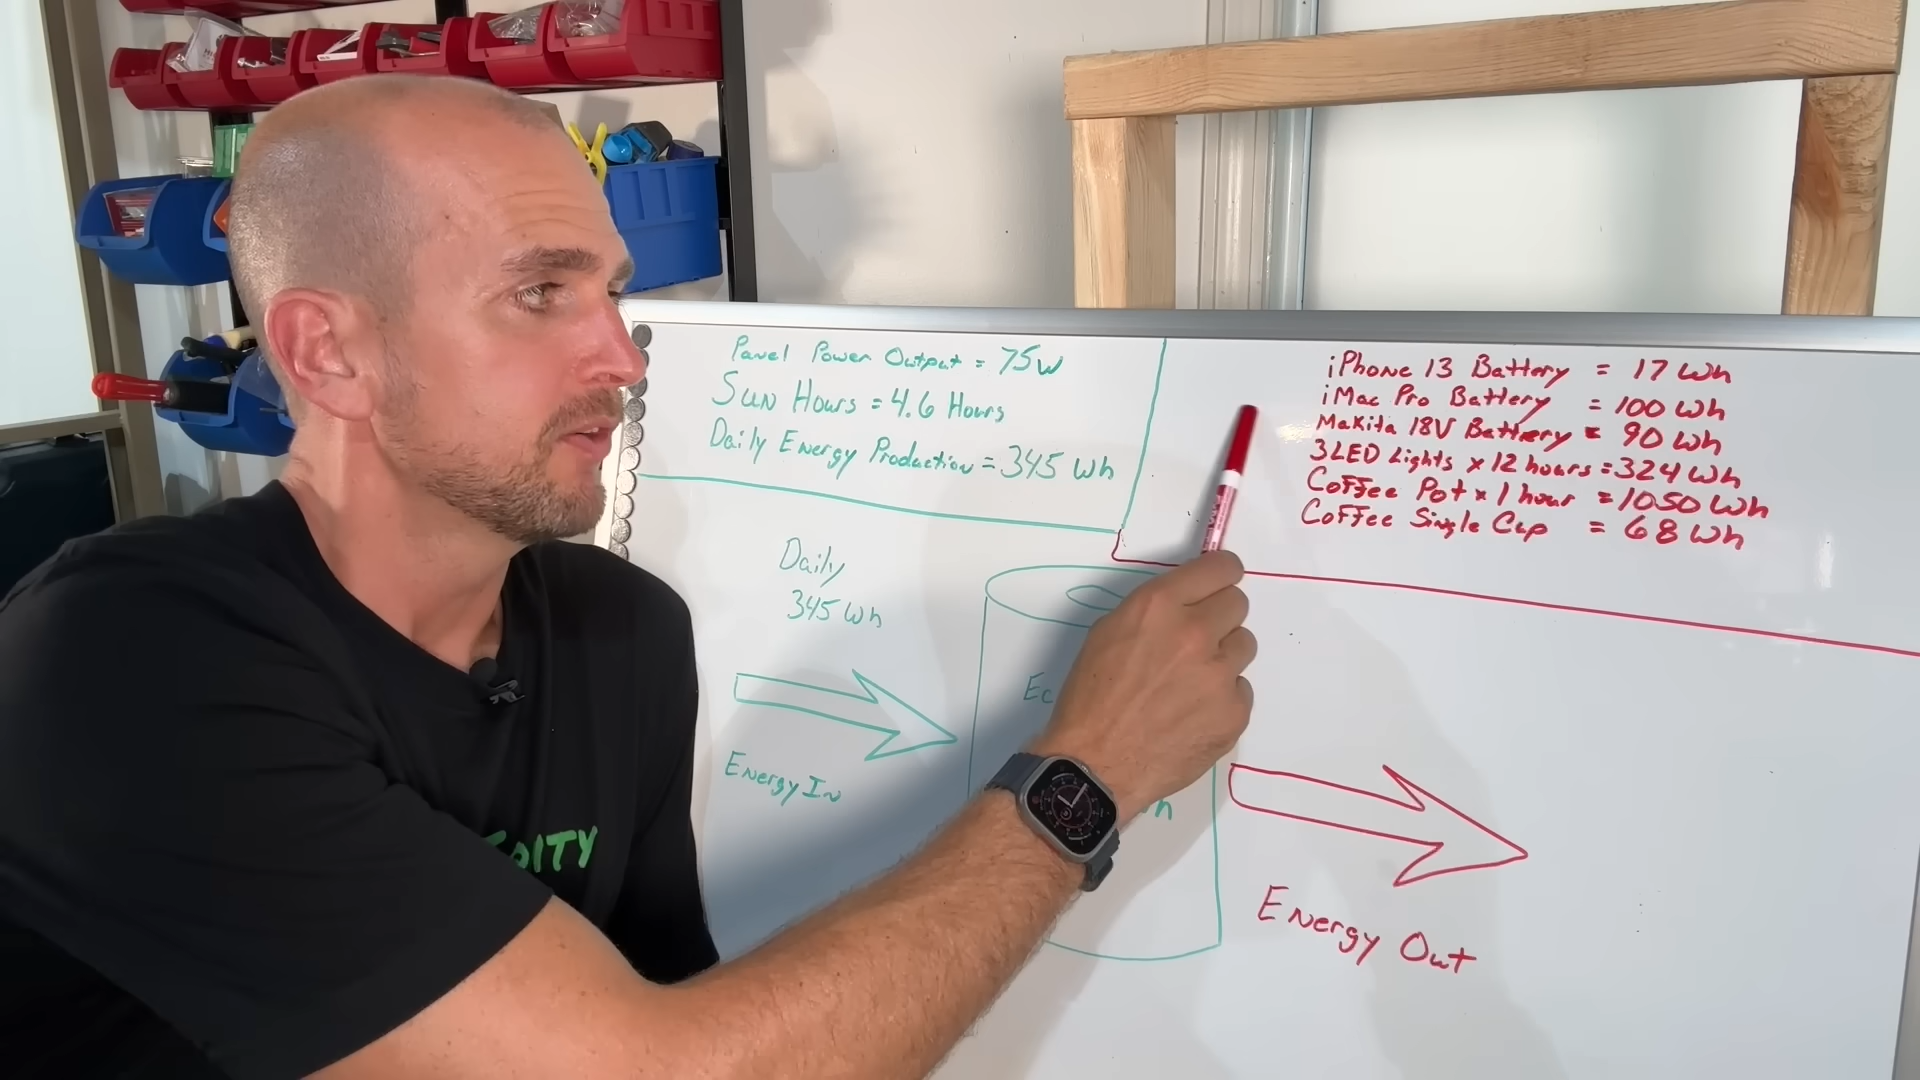 Panel Power Output = 75W
Sun Hours = 4.6 Hours
Daily Energy Production = 345 Wh
iPhone 13 Battery = 17 Wh
iMac Pro Battery = 100 Wh
Makita 18V Battery = 90 Wh
3 LED Lights x 12 hours = 324 Wh
Coffee Pot x 1 hour = 1050 Wh
Coffee Single Cup = 68 Wh
Daily
345 Wh
Energy In
Energy Out